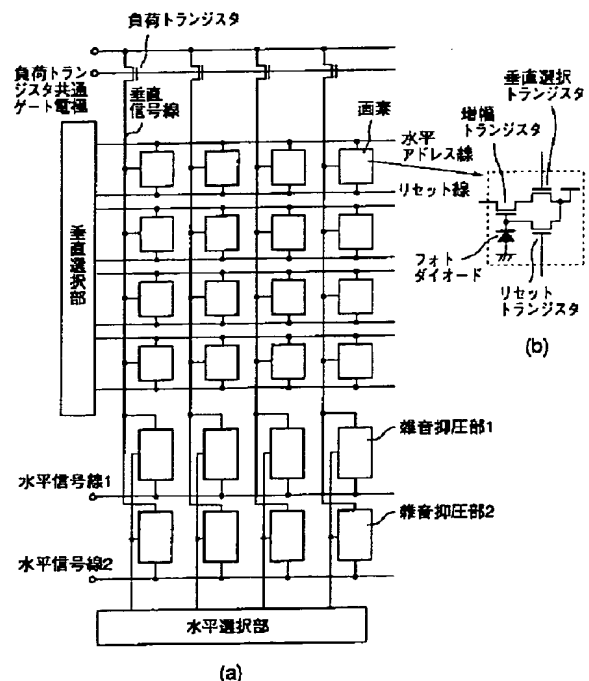 負荷トランジスタ
負荷トラン
ジスタ共通
ゲート電極
垂直
信号線
画素
水平
アドレス線
リセット線
垂直選択
トランジスタ
増幅
トランジスタ
フォト
ダイオード
リセット
トランジスタ
(b)
垂直選択部
雑音抑圧部1
水平信号線1
雑音抑圧部2
水平信号線2
水平選択部
(a)